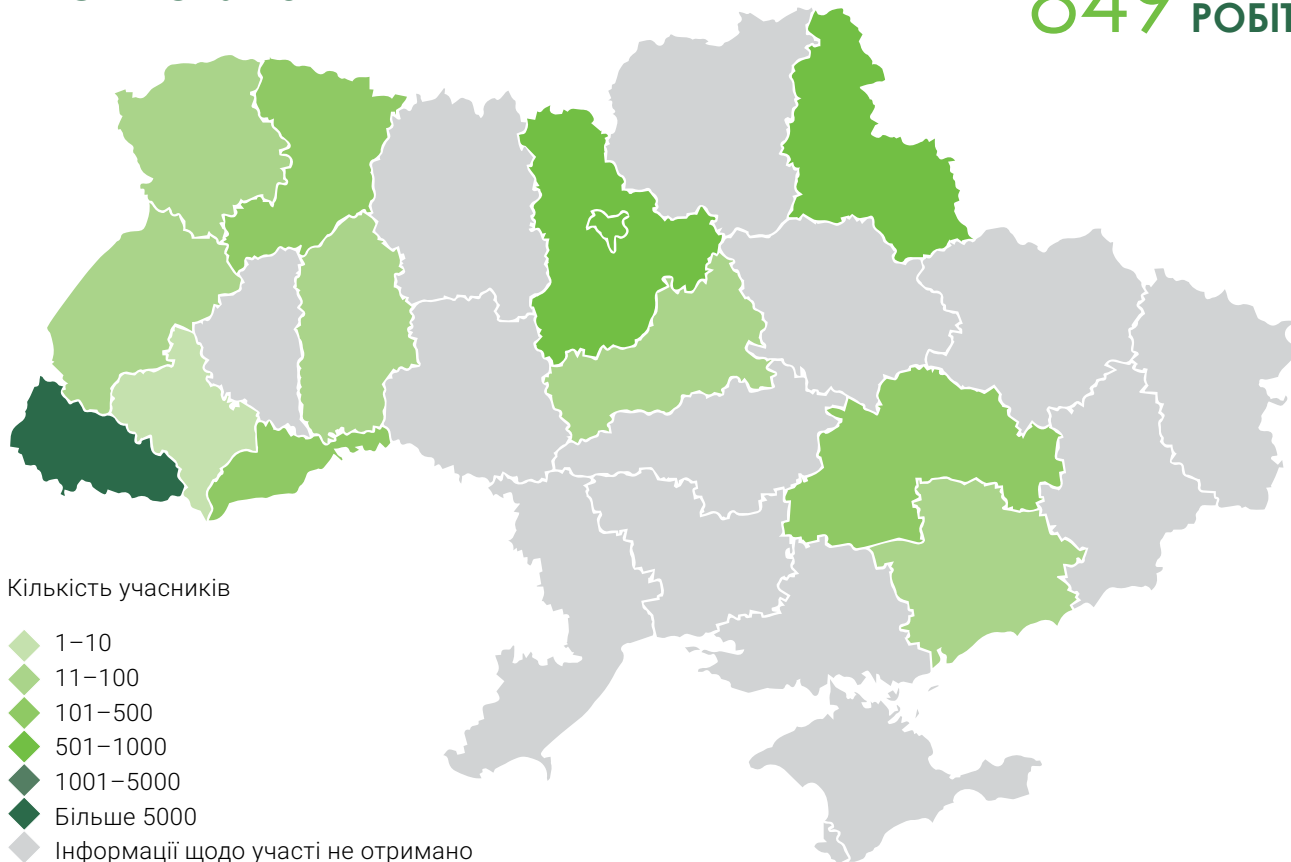 849 РОБІТ
Кількість учасників
1–10
11–100
101–500
501–1000
1001–5000
Більше 5000
Інформації щодо участі не отримано